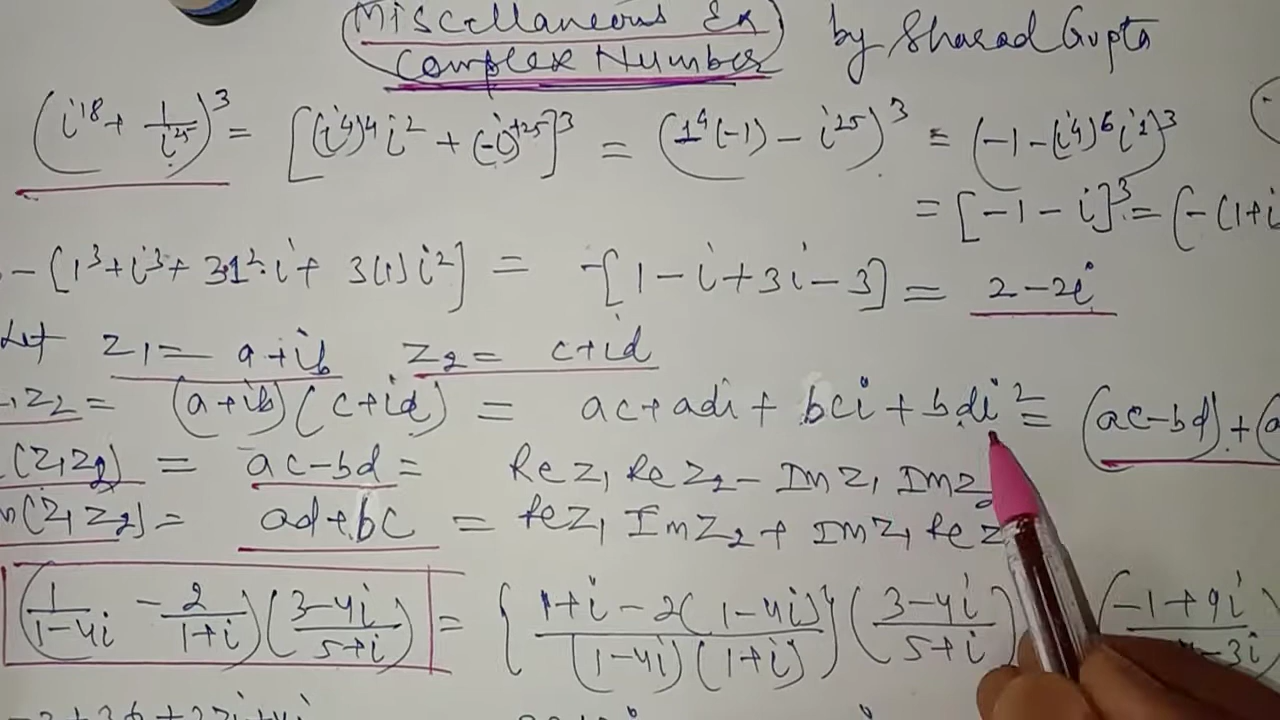 Miscellaneous Ex
Complex Number by Sharad Gupta
(i^18 + 1/i^25)^3 = [(i^4)^4 i^2 + (-i)^+25]^3 = (1^4(-1) - i^25)^3 = (-1-(i^4)^6 i^1)^3
= [-1-i]^3 = (-(1+i
-[1^3+i^3+31^2·i+3(1)i^2] = -[1-i+3i-3] = 2-2i
Let z1 = a+ib z2 = c+id
z2 = (a+ib)(c+id) = ac+adi+bci+bdi^2 = (ac-bd)+(a
(z1z2) = ac-bd = Re z1 Re z2 - Im z1 Im z2
(z1z2) = ad+bc = Re z1 Im z2 + Im z1 Re z
(1/(1-4i) - 2/(1+i))((3-4i)/(5+i)) = {(1+i-2(1-4i))/((1-4i)(1+i))}((3-4i)/(5+i)) (-1+9i/-3i